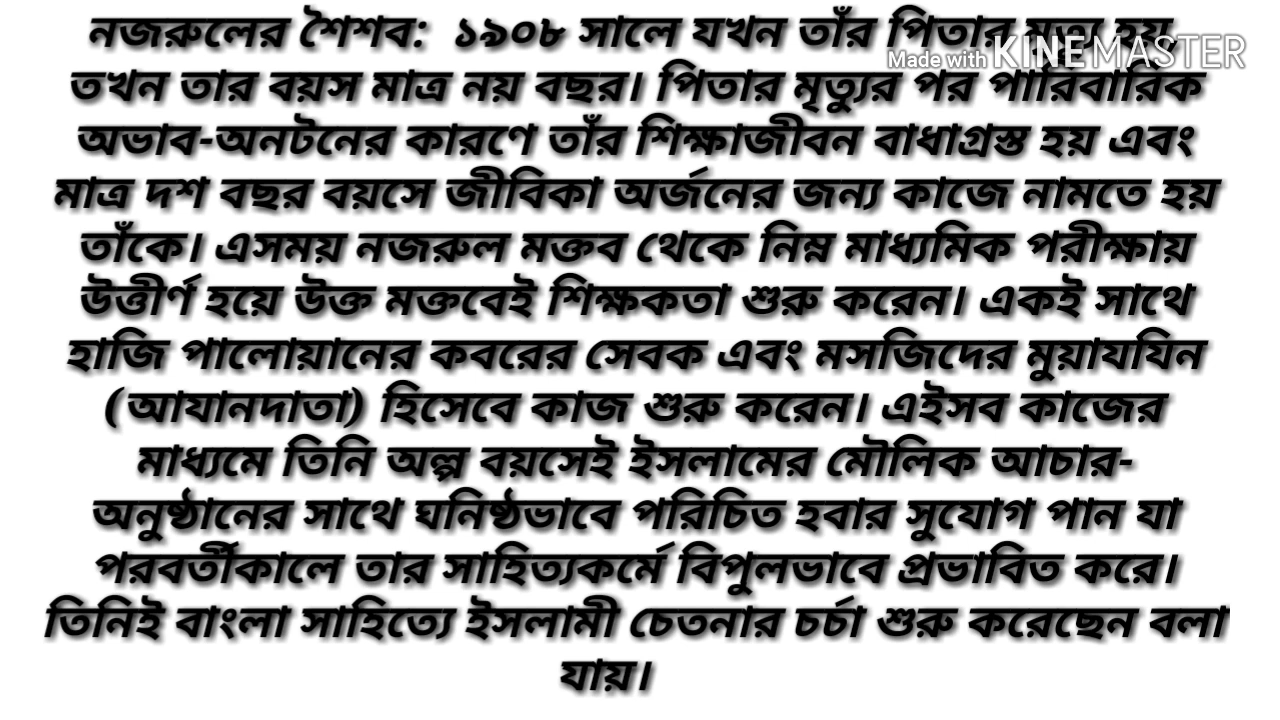 নজরুলের শৈশব: ১৯০৮ সালে যখন তাঁর পিতার মৃত্যু হয়,
Made with KINEMASTER
তখন তার বয়স মাত্র নয় বছর। পিতার মৃত্যুর পর পারিবারিক
অভাব-অনটনের কারণে তাঁর শিক্ষাজীবন বাধাগ্রস্ত হয় এবং
মাত্র দশ বছর বয়সে জীবিকা অর্জনের জন্য কাজে নামতে হয়
তাঁকে। এসময় নজরুল মক্তব থেকে নিম্ন মাধ্যমিক পরীক্ষায়
উত্তীর্ণ হয়ে উক্ত মক্তবেই শিক্ষকতা শুরু করেন। একই সাথে
হাজি পালোয়ানের কবরের সেবক এবং মসজিদের মুয়াযযিন
(আযানদাতা) হিসেবে কাজ শুরু করেন। এইসব কাজের
মাধ্যমে তিনি অল্প বয়সেই ইসলামের মৌলিক আচার-
অনুষ্ঠানের সাথে ঘনিষ্ঠভাবে পরিচিত হবার সুযোগ পান যা
পরবর্তীকালে তার সাহিত্যকর্মে বিপুলভাবে প্রভাবিত করে।
তিনিই বাংলা সাহিত্যে ইসলামী চেতনার চর্চা শুরু করেছেন বলা
যায়।